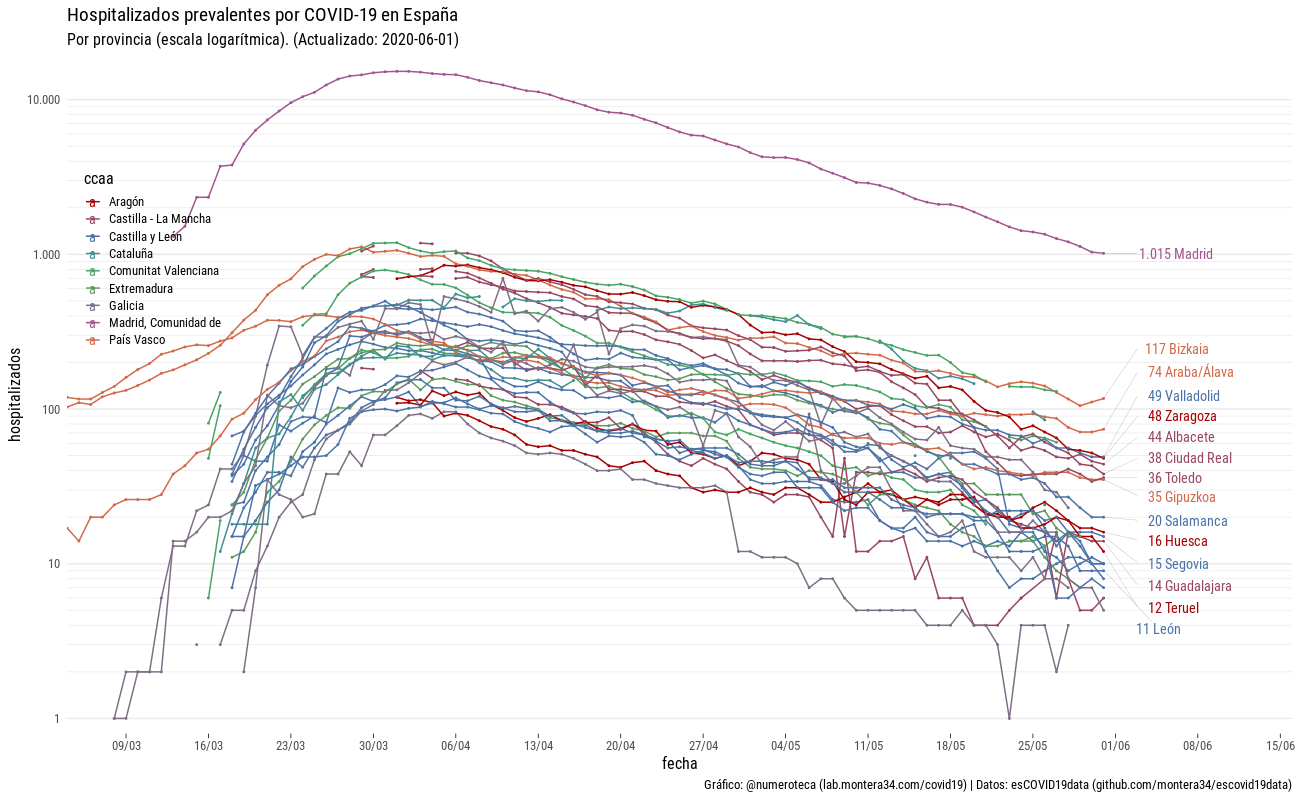 Hospitalizados prevalentes por COVID-19 en España
Por provincia (escala logarítmica). (Actualizado: 2020-06-01)
hospitalizados
10.000
1.000
100
10
1
ccaa
Aragón
Castilla - La Mancha
Castilla y León
Cataluña
Comunitat Valenciana
Extremadura
Galicia
Madrid, Comunidad de
País Vasco
1.015 Madrid
117 Bizkaia
74 Araba/Álava
49 Valladolid
48 Zaragoza
44 Albacete
38 Ciudad Real
36 Toledo
35 Gipuzkoa
20 Salamanca
16 Huesca
15 Segovia
14 Guadalajara
12 Teruel
11 León
09/03 16/03 23/03 30/03 06/04 13/04 20/04 27/04 04/05 11/05 18/05 25/05 01/06 08/06 15/06
fecha
Gráfico: @numeroteca (lab.montera34.com/covid19) | Datos: esCOVID19data (github.com/montera34/escovid19data)